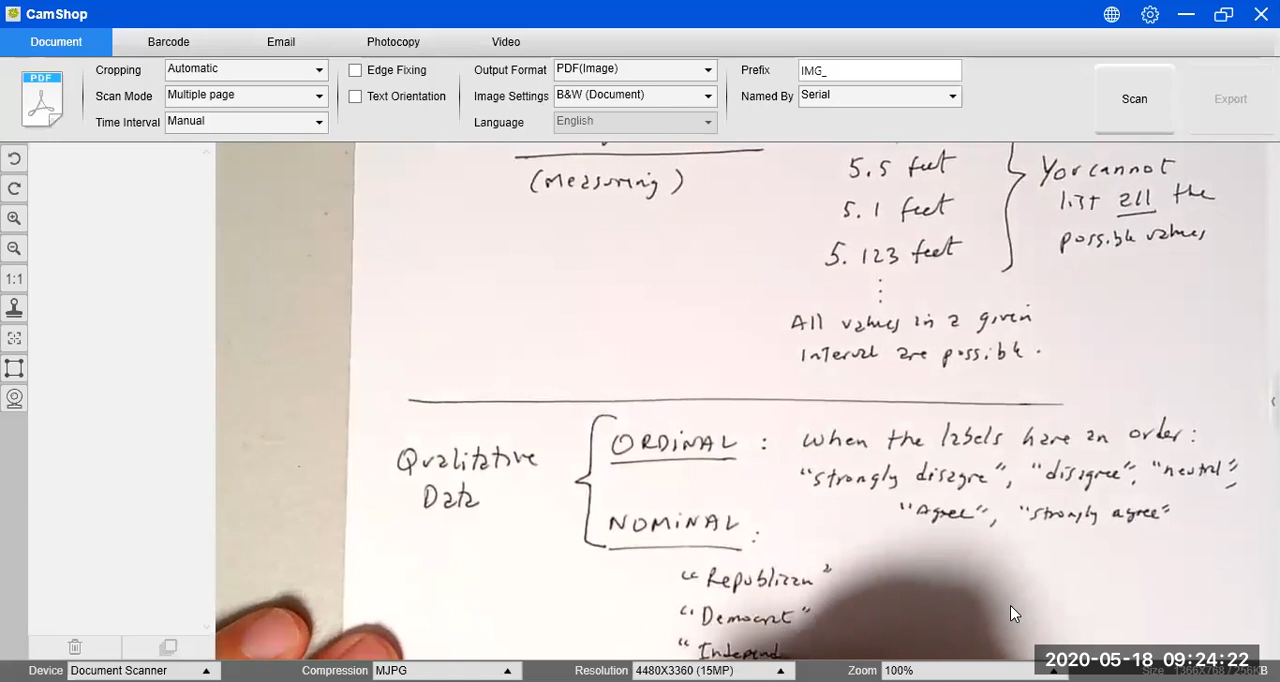 CamShop
Document Barcode Email Photocopy Video
PDF
Cropping Automatic Edge Fixing Output Format PDF(Image) Prefix IMG_
Scan Mode Multiple page Text Orientation Image Settings B&W (Document) Named By Serial
Time Interval Manual Language English
Scan Export
1:1
(Measuring)
5.5 feet
5.1 feet
5.123 feet
All values in a given
interval are possible.
You cannot
list all the
possible values
Qualitative
Data
ORDINAL : when the labels have an order:
"strongly disagre", "disagree", "neutral",
"Agree", "strongly agree"
NOMINAL :
"Republican"
"Democrat"
"Independ
Device Document Scanner Compression MJPG Resolution 4480X3360 (15MP) Zoom 100%
2020-05-18 09:24:22